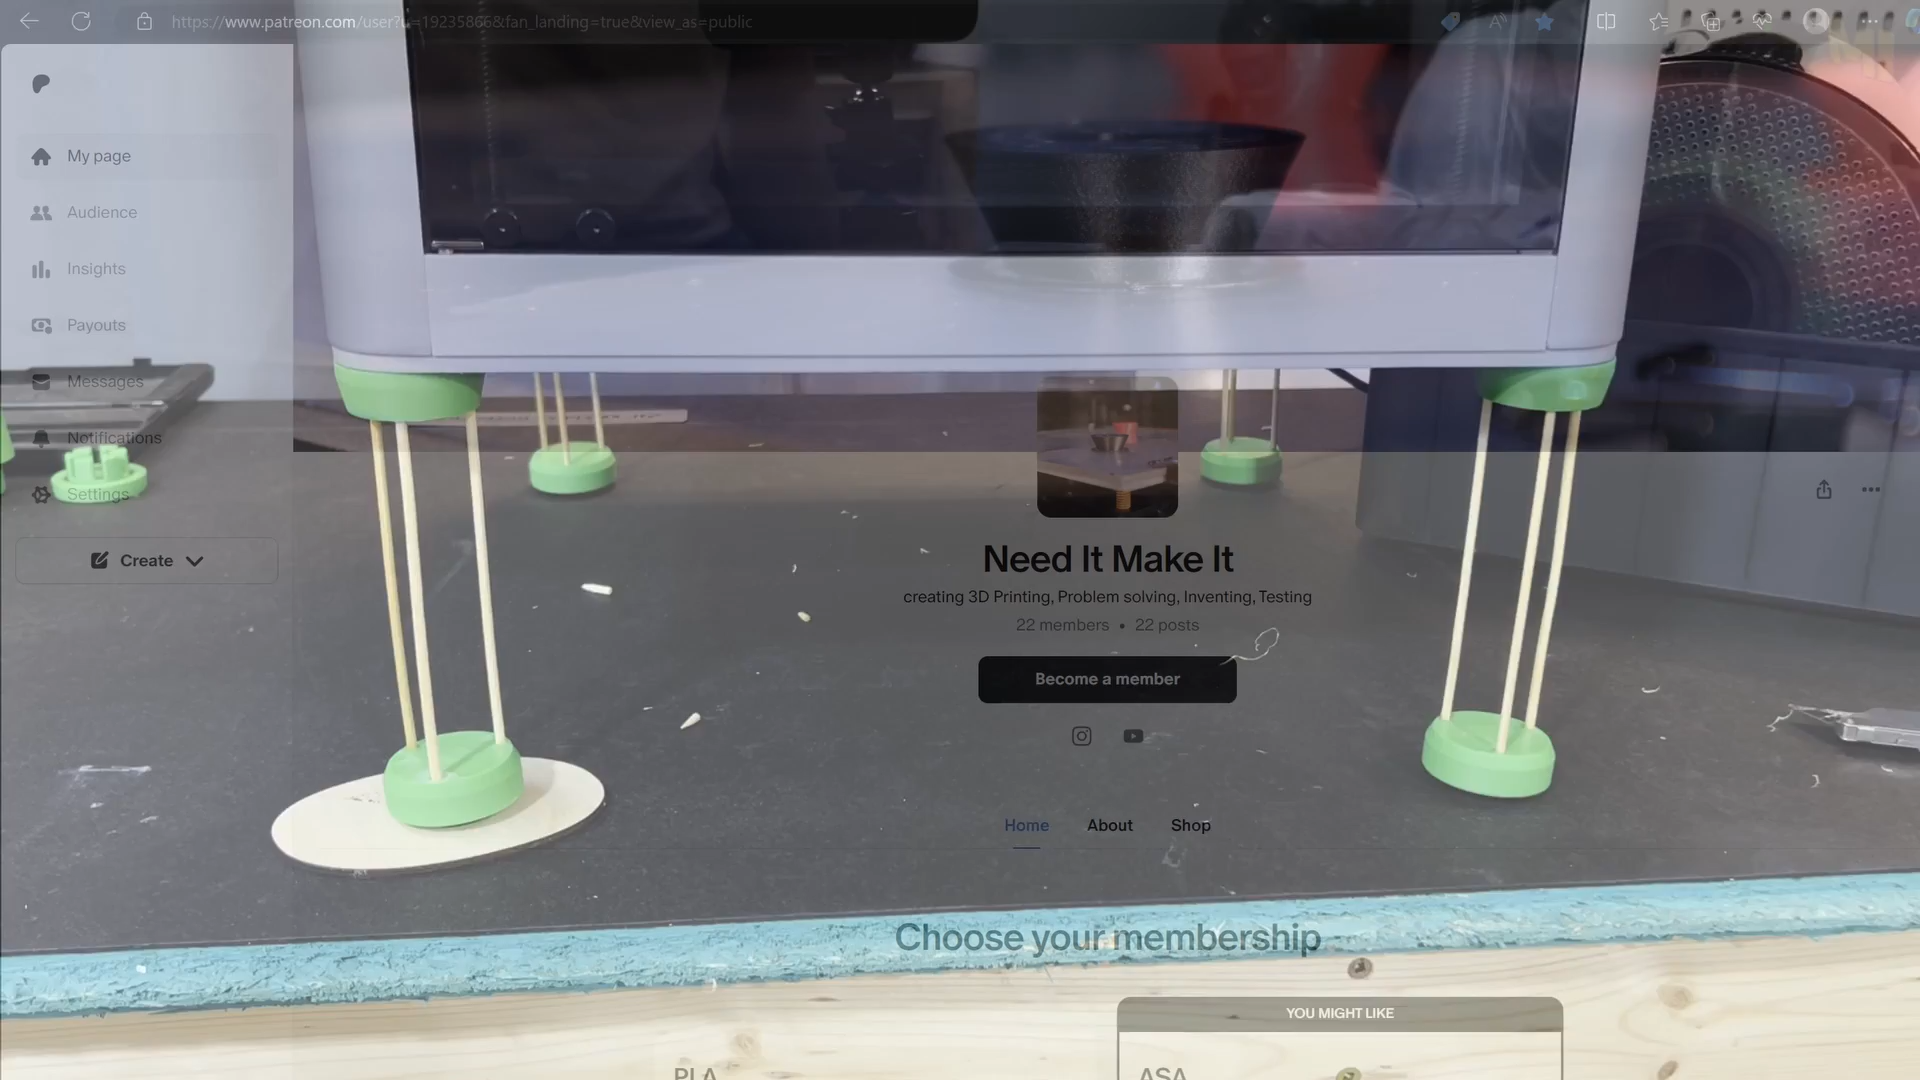 https://www.patreon.com/user?u=19235866&fan_landing=true&view_as=public
My page
Audience
Insights
Payouts
Messages
Notifications
Settings
Create
Need It Make It
creating 3D Printing, Problem solving, Inventing, Testing
22 members • 22 posts
Become a member
Home
About
Shop
Choose your membership
YOU MIGHT LIKE
PLA
ASA